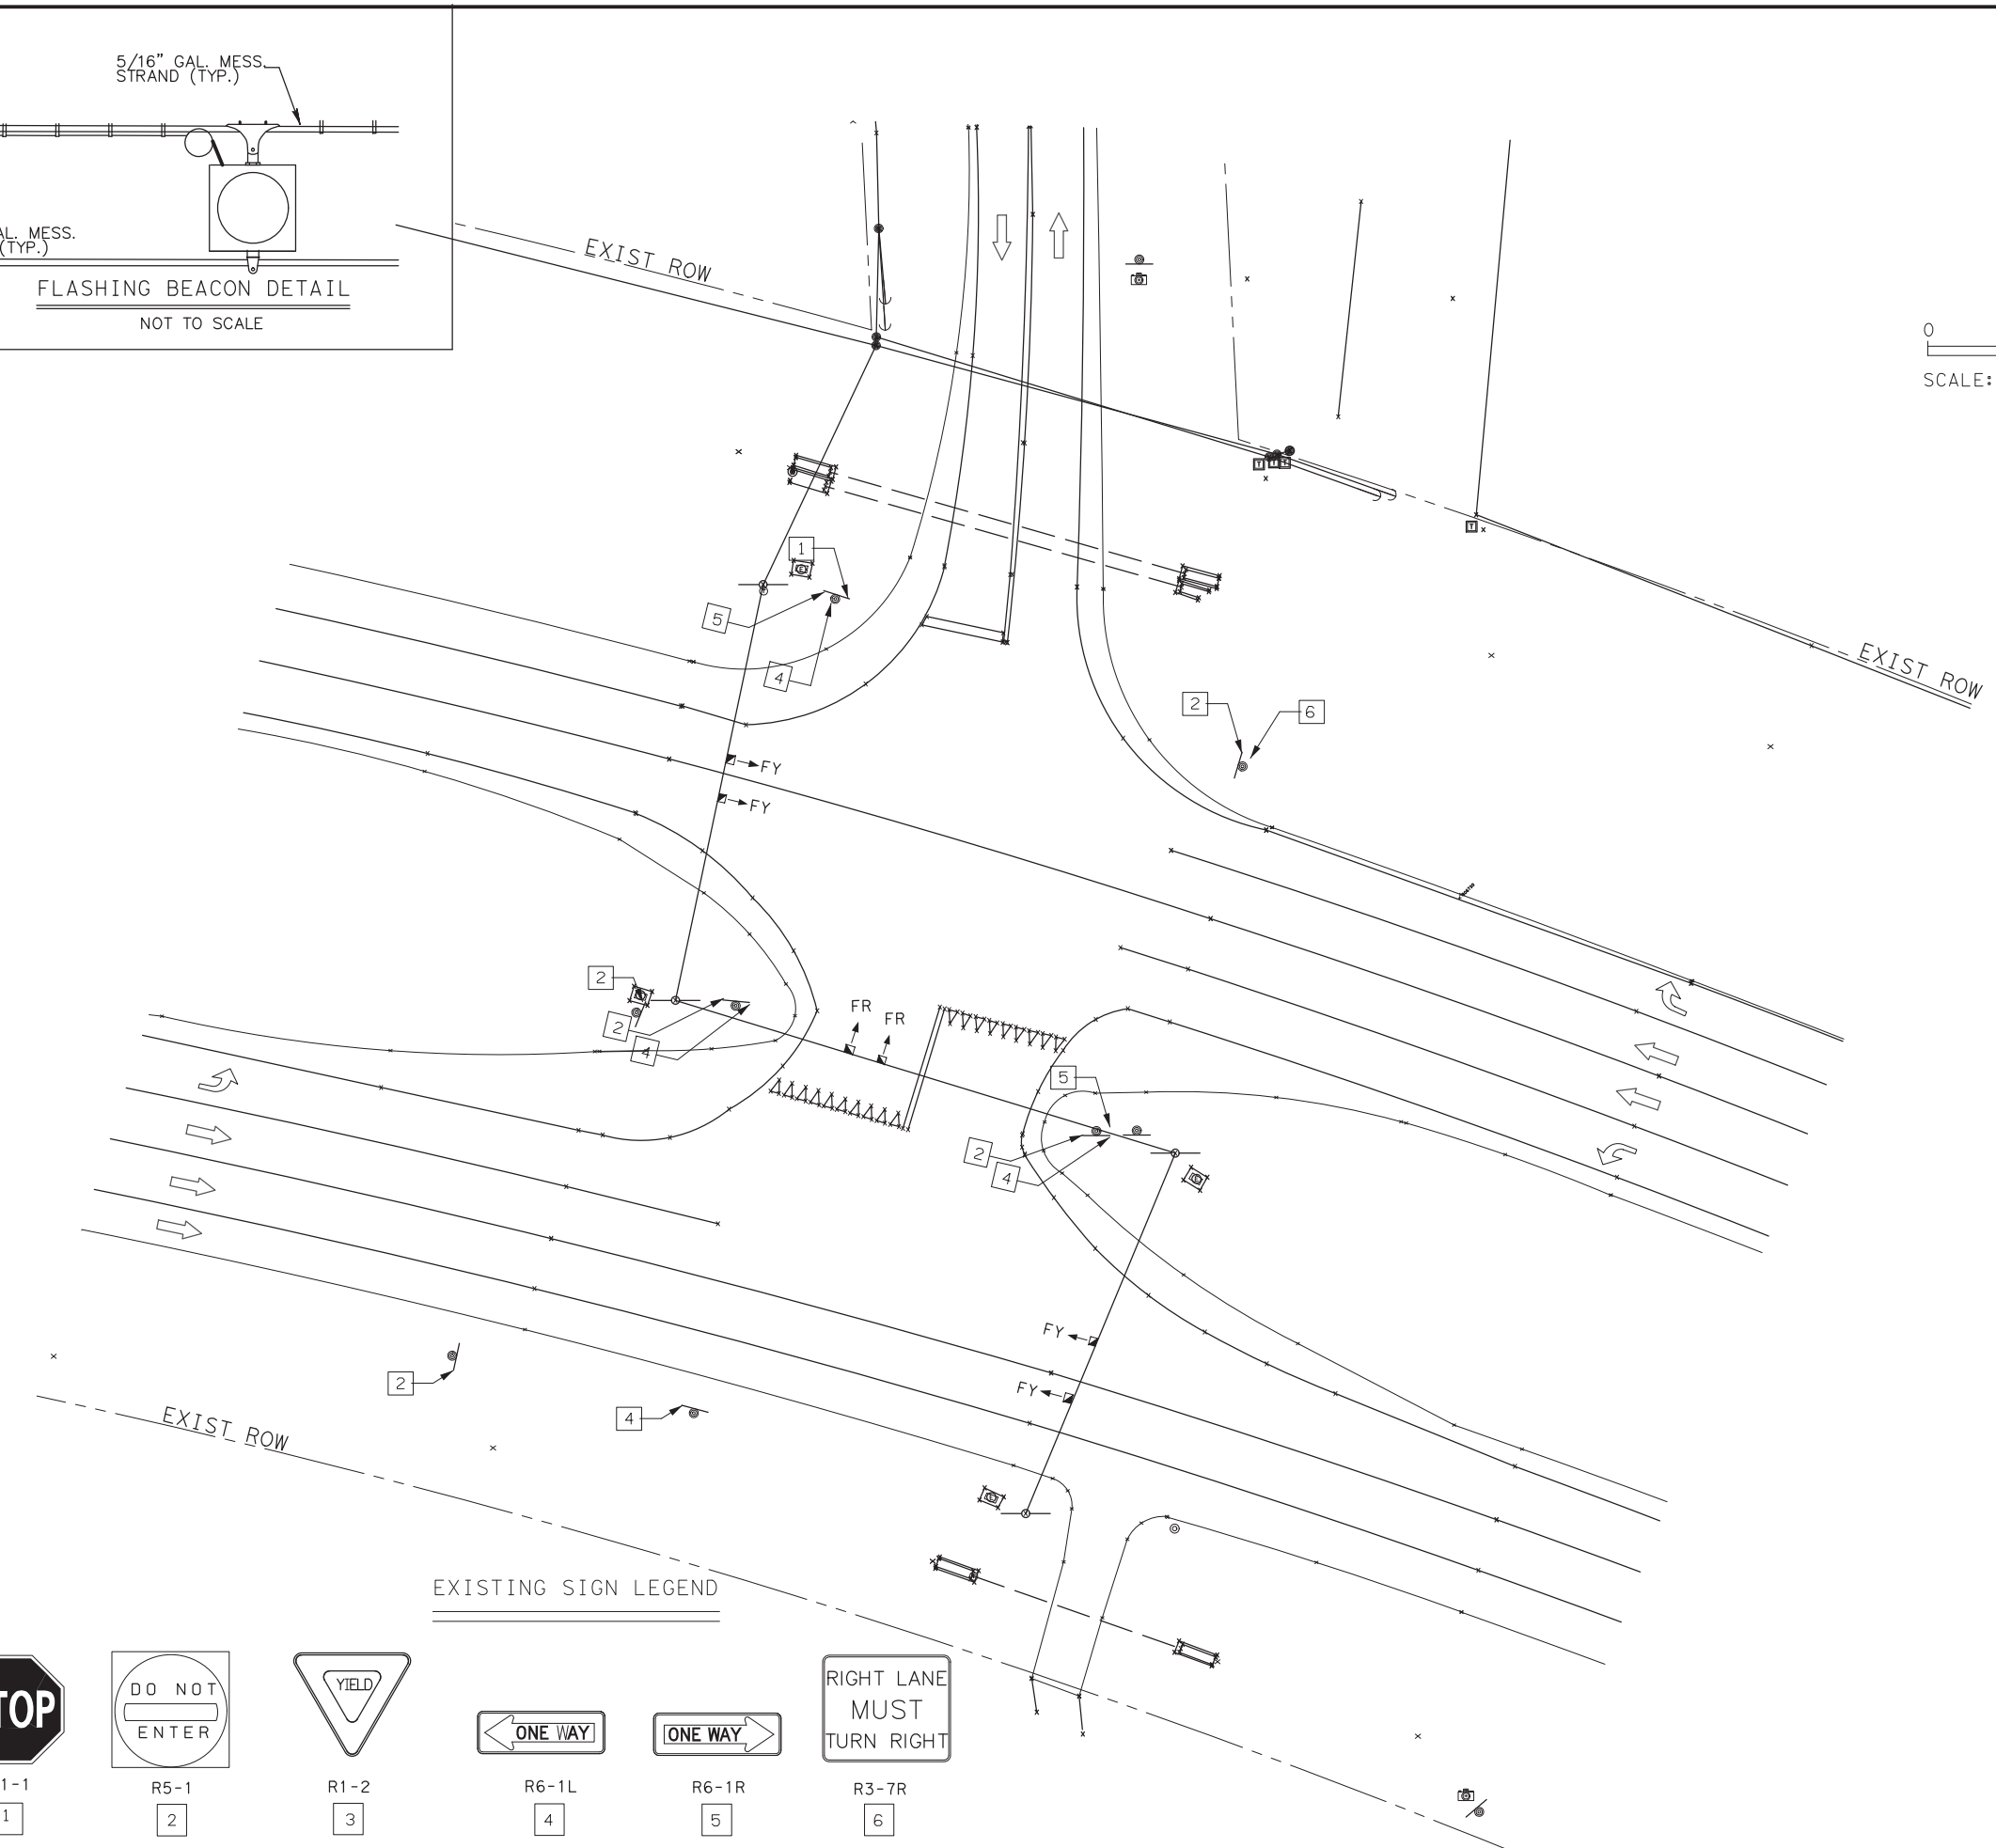 5/16" GAL. MESS.
STRAND (TYP.)
AL. MESS.
(TYP.)
FLASHING BEACON DETAIL
NOT TO SCALE
EXIST ROW
0
SCALE:
T
T
T
T
1
5
4
2
6
EXIST ROW
FY
FY
2
2
4
FR
FR
5
2
4
FY
FY
2
4
EXIST ROW
EXISTING SIGN LEGEND
TOP
DO NOT
ENTER
YIELD
ONE WAY
ONE WAY
RIGHT LANE
MUST
TURN RIGHT
1-1
R5-1
R1-2
R6-1L
R6-1R
R3-7R
1
2
3
4
5
6